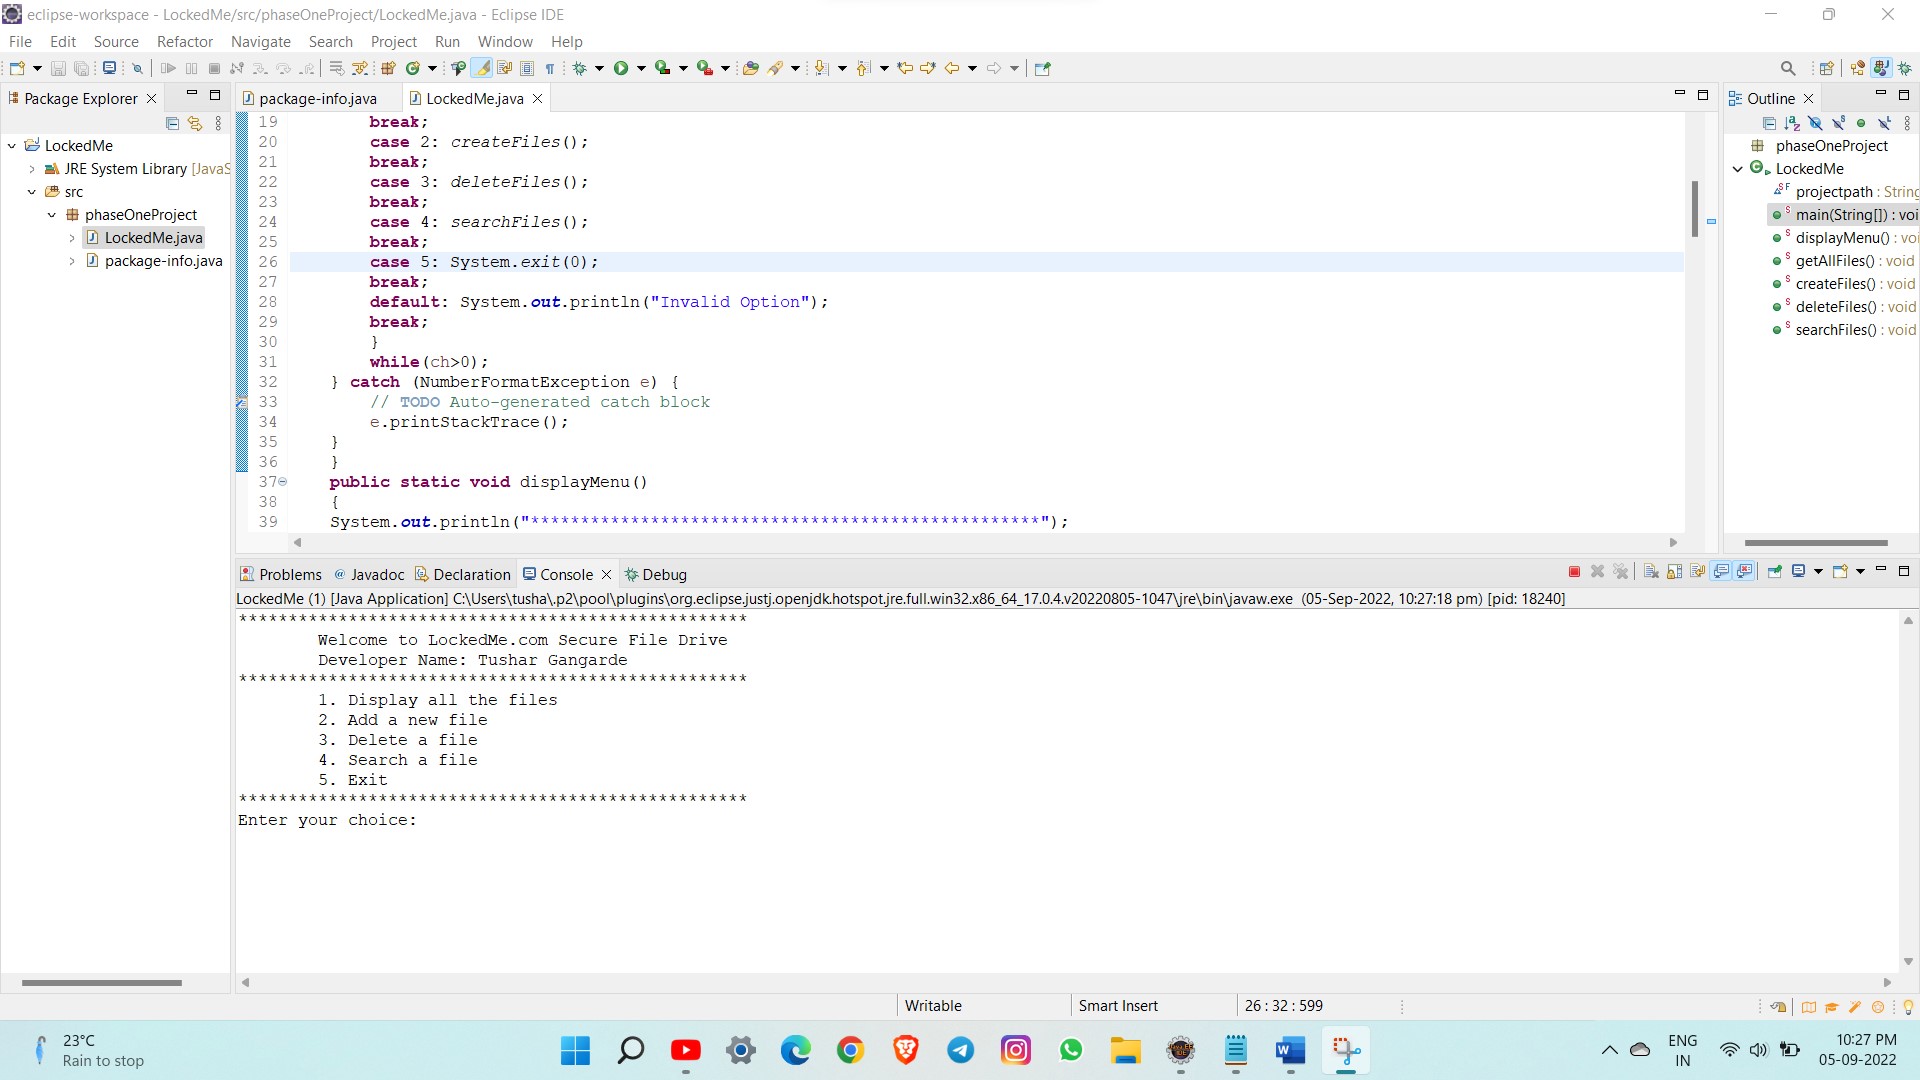 eclipse-workspace - LockedMe/src/phaseOneProject/LockedMe.java - Eclipse IDE
File Edit Source Refactor Navigate Search Project Run Window Help
Package Explorer
LockedMe
JRE System Library [JavaS
src
phaseOneProject
LockedMe.java
package-info.java
package-info.java LockedMe.java
19 break;
20 case 2: createFiles();
21 break;
22 case 3: deleteFiles();
23 break;
24 case 4: searchFiles();
25 break;
26 case 5: System.exit(0);
27 break;
28 default: System.out.println("Invalid Option");
29 break;
30 }
31 while(ch>0);
32 } catch (NumberFormatException e) {
33 // TODO Auto-generated catch block
34 e.printStackTrace();
35 }
36 }
37 public static void displayMenu()
38 {
39 System.out.println("***************************************************");
Outline
phaseOneProject
LockedMe
projectpath : String
main(String[]) : voi
displayMenu() : voi
getAllFiles() : void
createFiles() : void
deleteFiles() : void
searchFiles() : void
Problems @ Javadoc Declaration Console Debug
LockedMe (1) [Java Application] C:\Users\tusha\.p2\pool\plugins\org.eclipse.justj.openjdk.hotspot.jre.full.win32.x86_64_17.0.4.v20220805-1047\jre\bin\javaw.exe (05-Sep-2022, 10:27:18 pm) [pid: 18240]
***************************************************
Welcome to LockedMe.com Secure File Drive
Developer Name: Tushar Gangarde
***************************************************
1. Display all the files
2. Add a new file
3. Delete a file
4. Search a file
5. Exit
***************************************************
Enter your choice:
Writable Smart Insert 26 : 32 : 599
23°C
Rain to stop
ENG
IN
10:27 PM
05-09-2022